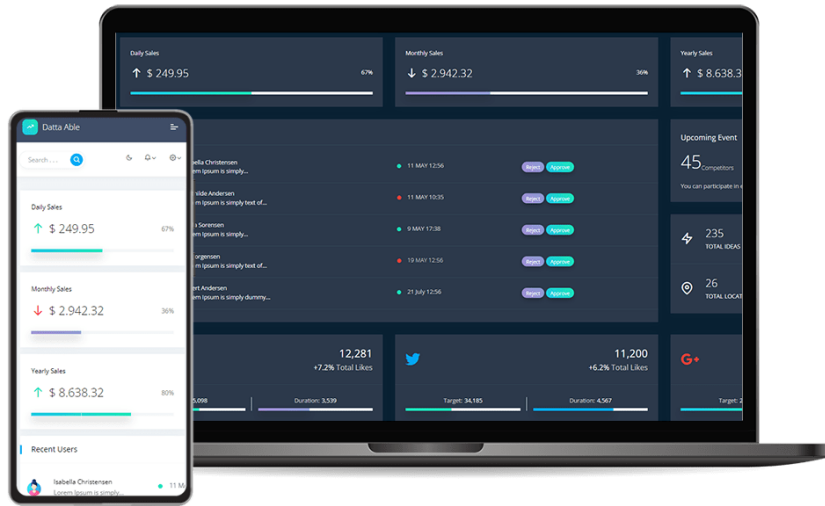 Daily Sales
$ 249.95
67%
Monthly Sales
$ 2.942.32
36%
Yearly Sales
$ 8.638.3
Upcoming Event
45 Competitors
You can participate in
235
TOTAL IDEAS
26
TOTAL LOCAT
Christensen
Ipsum is simply...
11 MAY 12:56
Reject
Approve
Andersen
Ipsum is simply text of...
11 MAY 10:35
Reject
Approve
Sorensen
Ipsum is simply...
9 MAY 17:38
Reject
Approve
Ipsum is simply text of...
19 MAY 12:56
Reject
Approve
Andersen
Ipsum is simply dummy...
21 July 12:56
Reject
Approve
12,281
+7.2% Total Likes
5,098
Duration: 3,539
11,200
+6.2% Total Likes
Target: 34,185
Duration: 4,567
G+
Target:
Datta Able
Search . . . .
Daily Sales
$ 249.95
67%
Monthly Sales
$ 2.942.32
36%
Yearly Sales
$ 8.638.32
80%
Recent Users
Isabella Christensen
Lorem Ipsum is simply...
11 M